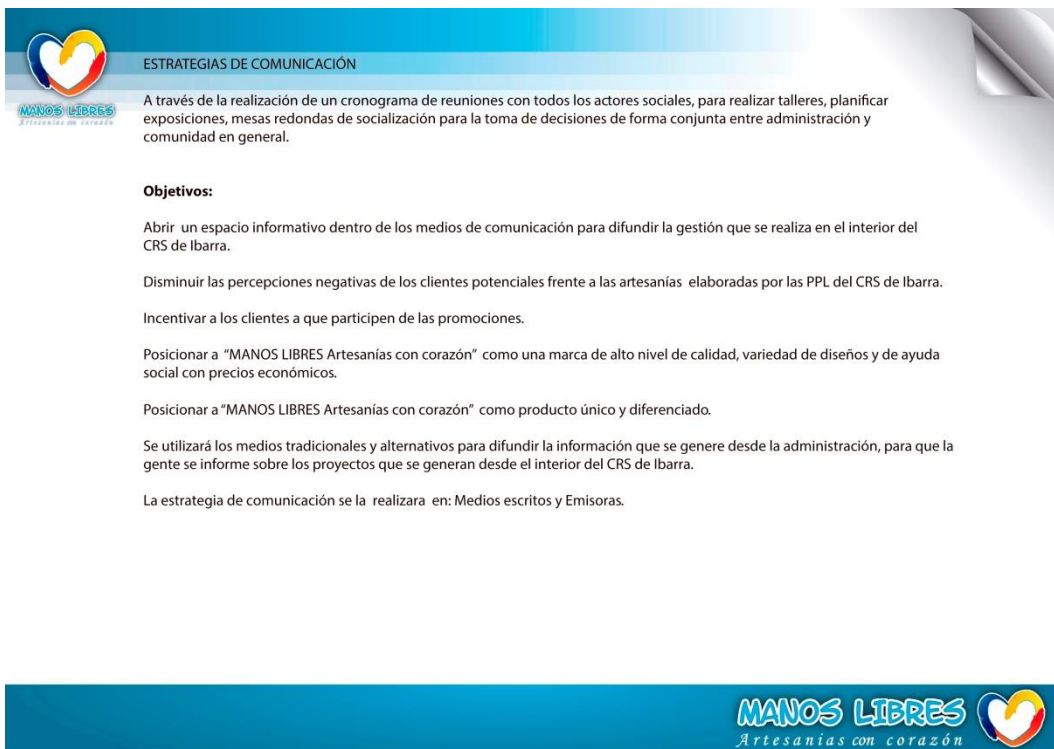 ESTRATEGIAS DE COMUNICACIÓN
MANOS LIBRES
Artesanías con corazón
A través de la realización de un cronograma de reuniones con todos los actores sociales, para realizar talleres, planificar
exposiciones, mesas redondas de socialización para la toma de decisiones de forma conjunta entre administración y
comunidad en general.
Objetivos:
Abrir un espacio informativo dentro de los medios de comunicación para difundir la gestión que se realiza en el interior del
CRS de Ibarra.
Disminuir las percepciones negativas de los clientes potenciales frente a las artesanías elaboradas por las PPL del CRS de Ibarra.
Incentivar a los clientes a que participen de las promociones.
Posicionar a "MANOS LIBRES Artesanías con corazón" como una marca de alto nivel de calidad, variedad de diseños y de ayuda
social con precios económicos.
Posicionar a "MANOS LIBRES Artesanías con corazón" como producto único y diferenciado.
Se utilizará los medios tradicionales y alternativos para difundir la información que se genere desde la administración, para que la
gente se informe sobre los proyectos que se generan desde el interior del CRS de Ibarra.
La estrategia de comunicación se la realizara en: Medios escritos y Emisoras.
MANOS LIBRES
Artesanías con corazón